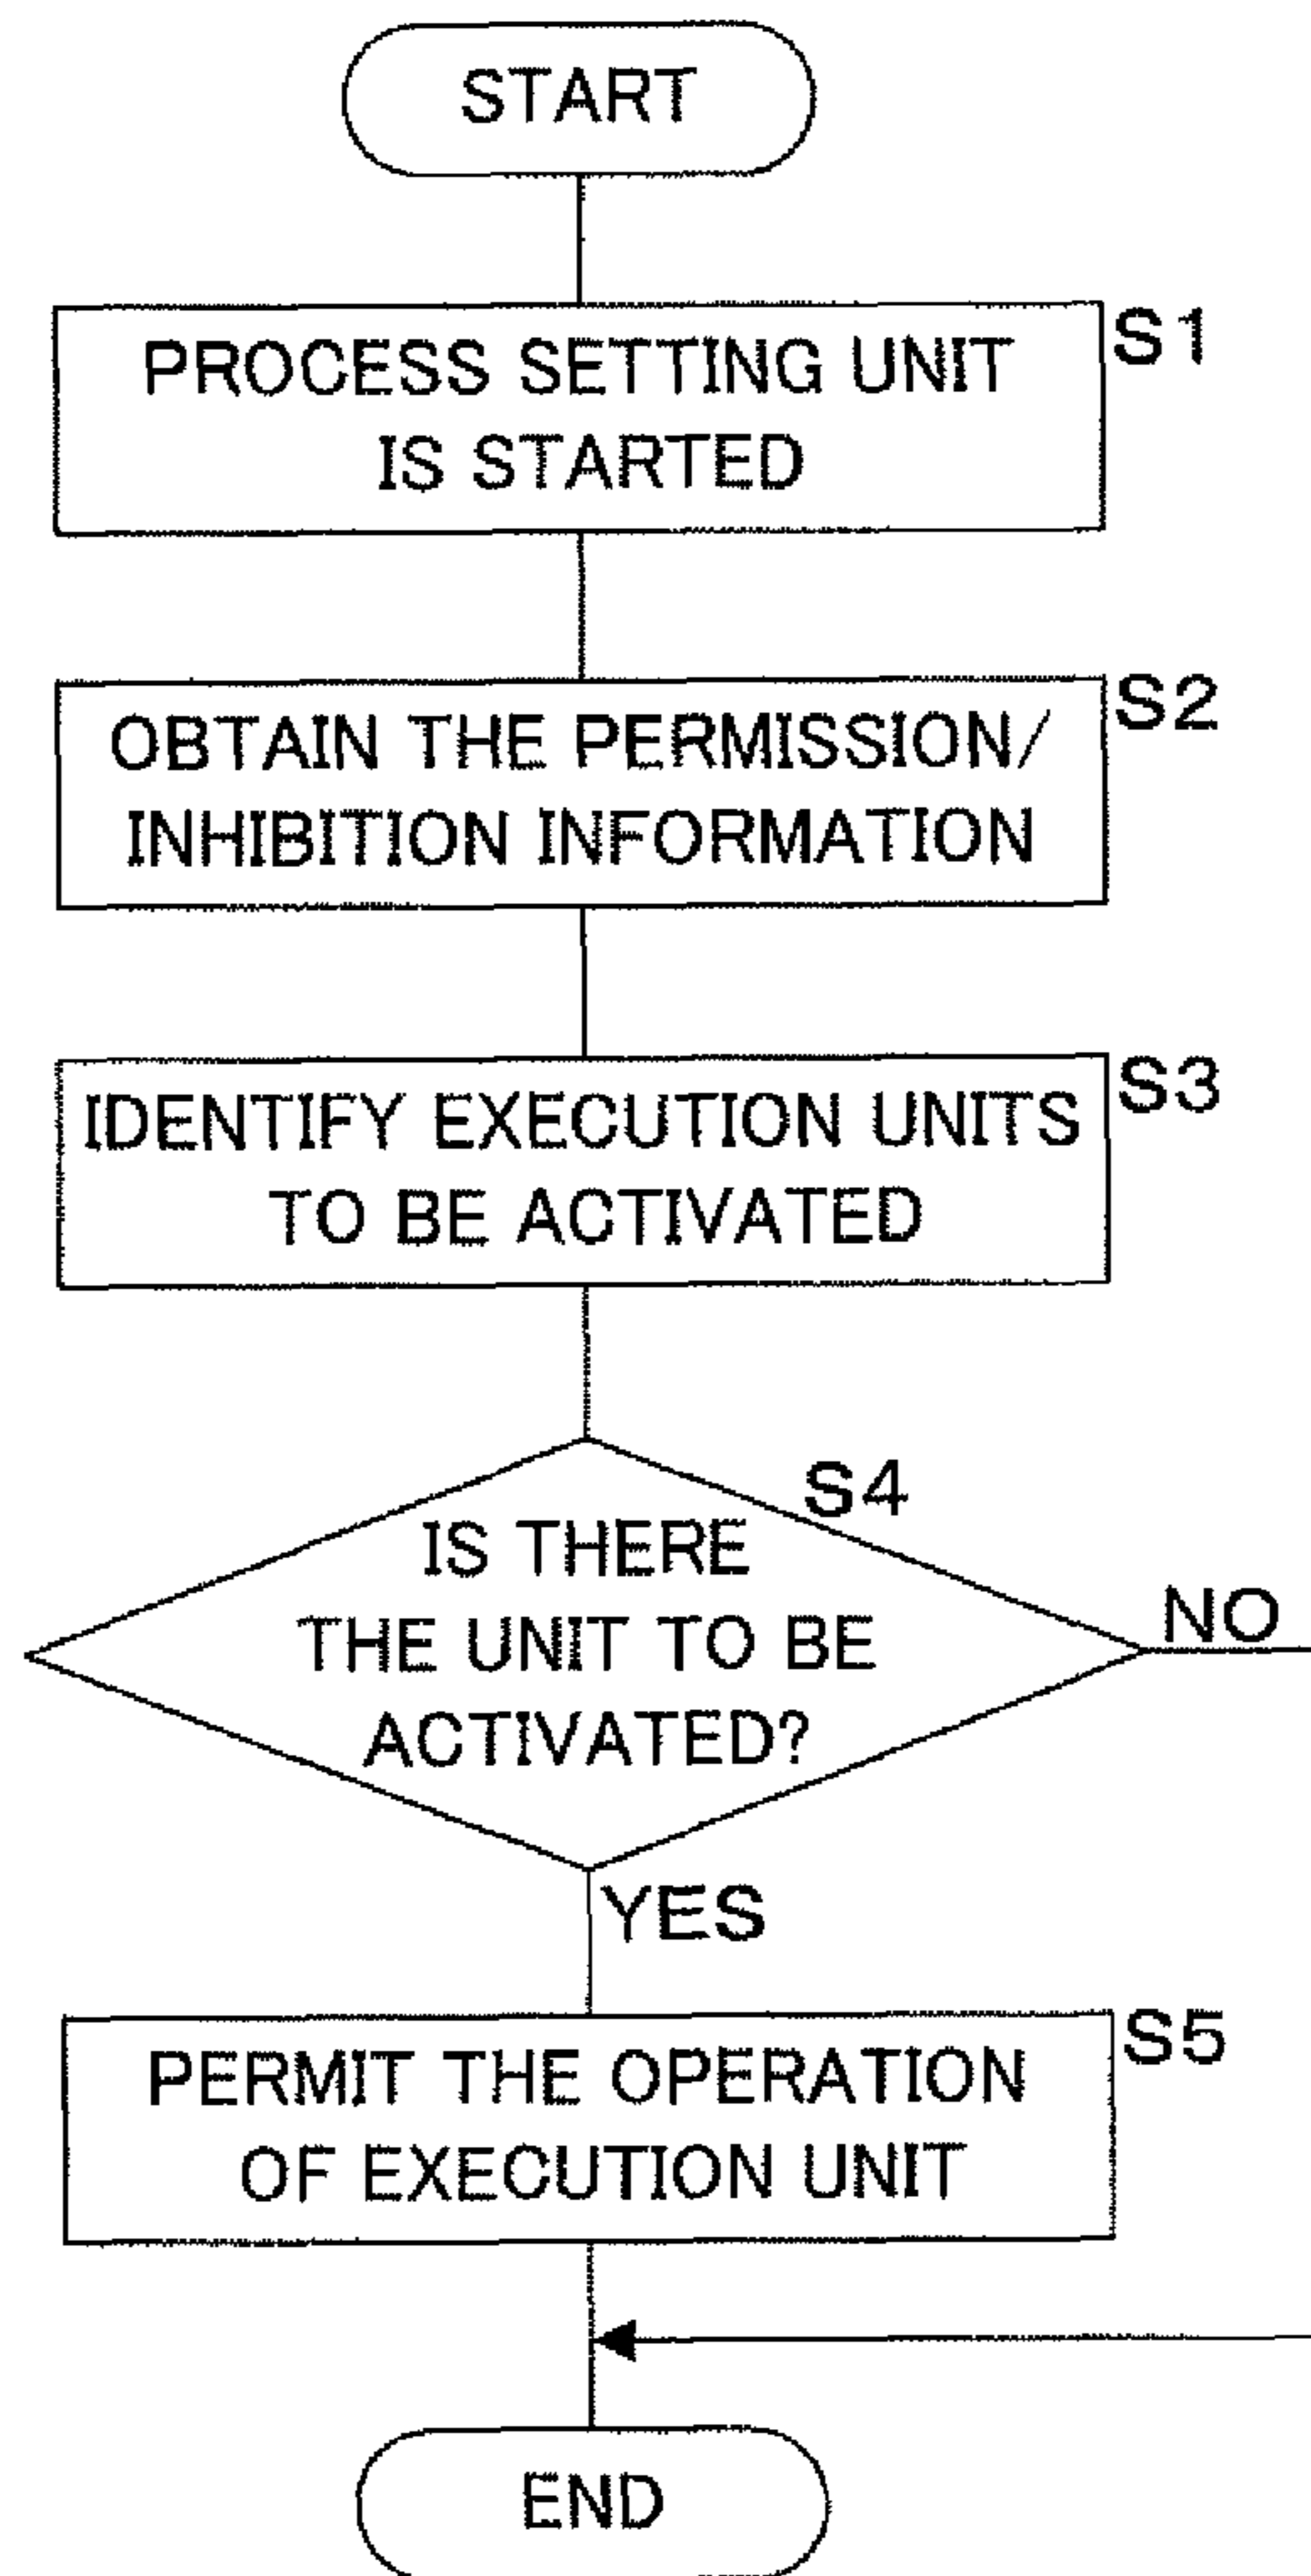 START
S1
PROCESS SETTING UNIT
IS STARTED
S2
OBTAIN THE PERMISSION/
INHIBITION INFORMATION
S3
IDENTIFY EXECUTION UNITS
TO BE ACTIVATED
S4
IS THERE
THE UNIT TO BE
ACTIVATED?
NO
YES
S5
PERMIT THE OPERATION
OF EXECUTION UNIT
END